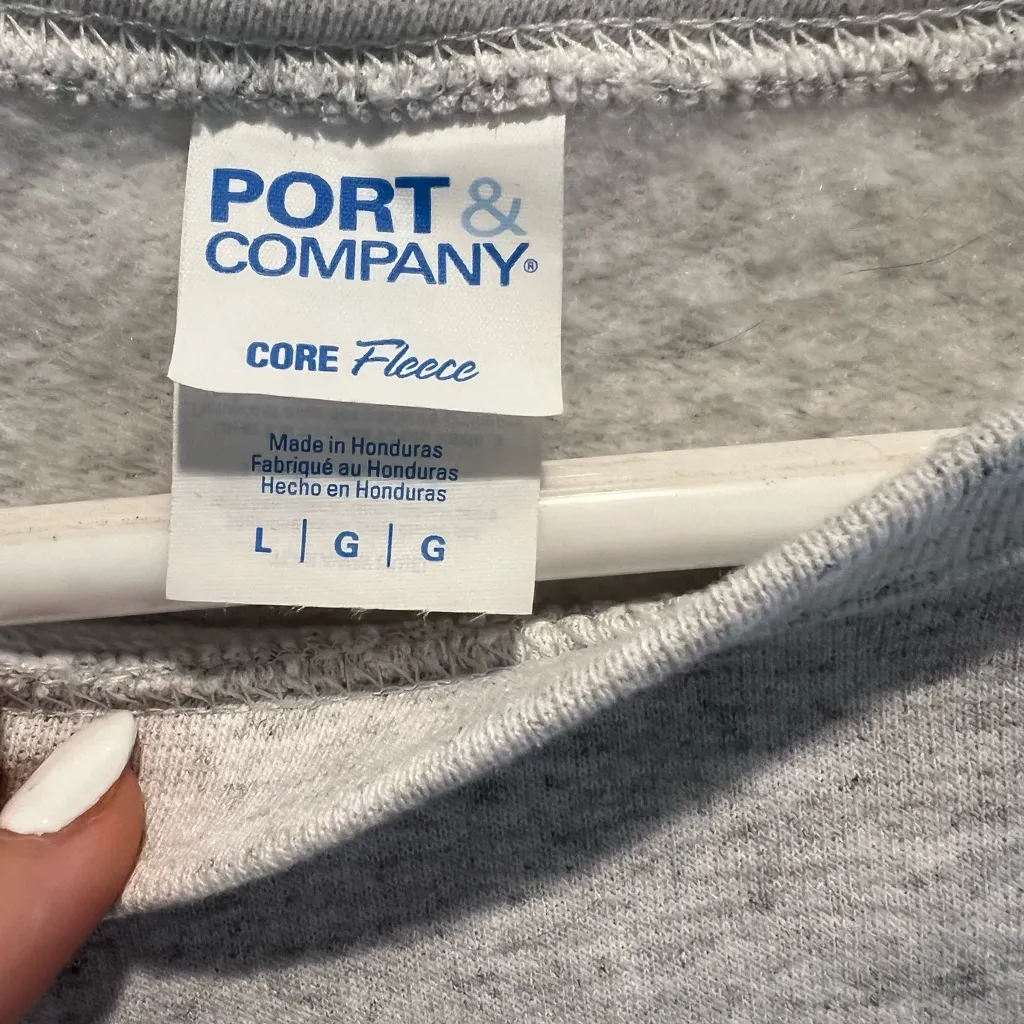 PORT &
COMPANY®
CORE Fleece
Made in Honduras
Fabriqué au Honduras
Hecho en Honduras
L | G | G